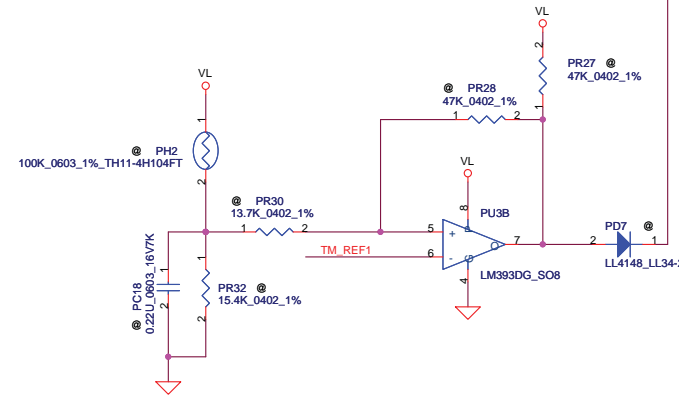 VL
2
PR27 @
47K_0402_1%
1
@ PR28
47K_0402_1%
1
2
VL
1
@ PH2
100K_0603_1%_TH11-4H104FT
2
VL
8
PU3B
P
@ PR30
13.7K_0402_1%
1
2
5
+
O
7
TM_REF1
6
-
G
LM393DG_SO8
4
PD7 @
2
1
LL4148_LL34-2
1
@ PC18
0.22U_0603_16V7K
2
1
PR32 @
15.4K_0402_1%
2